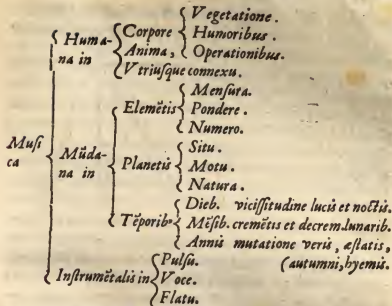 Vegetatione.
Huma- Corpore Humoribus.
na in Anima, Operationibus.
Vtriusque connexu.
Mensura.
Elemētis Pondere.
Numero.
Musi Situ.
ca Mūda- Planetis Motu.
na in Natura.
Dieb. vicissitudine lucis et noctis.
Tēporib Mēsib. cremētis et decrem. lunarib.
Annis mutatione veris, æstatis,
Instrumētalis in Pulsu. (autumni, hyemis.
Voce.
Flatu.